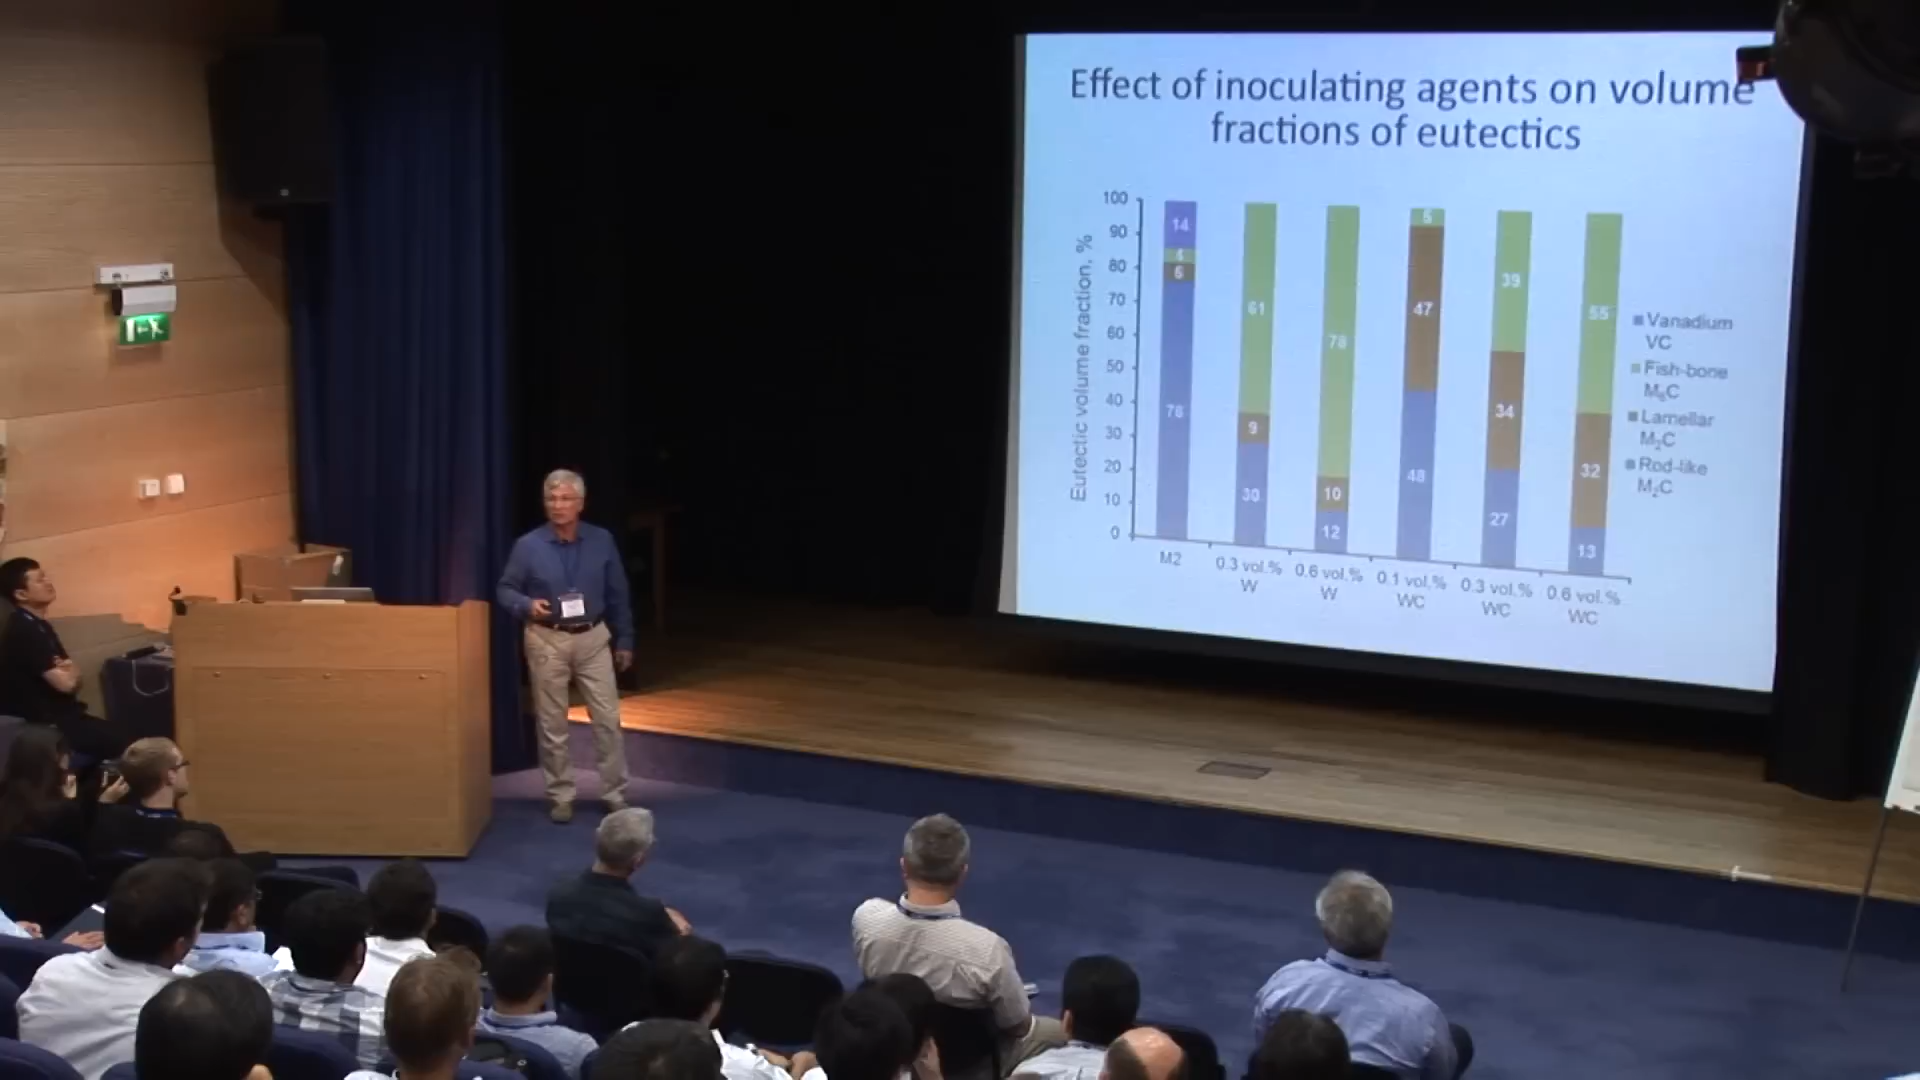 Effect of inoculating agents on volume
fractions of eutectics
Eutectic volume fraction, %
100
90
80
70
60
50
40
30
20
10
0
14
4
6
78
61
9
30
78
10
12
5
47
48
39
34
27
55
32
13
M2
0.3 vol.%
W
0.6 vol.%
W
0.1 vol.%
WC
0.3 vol.%
WC
0.6 vol.%
WC
Vanadium
VC
Fish-bone
M₆C
Lamellar
M₂C
Rod-like
M₂C